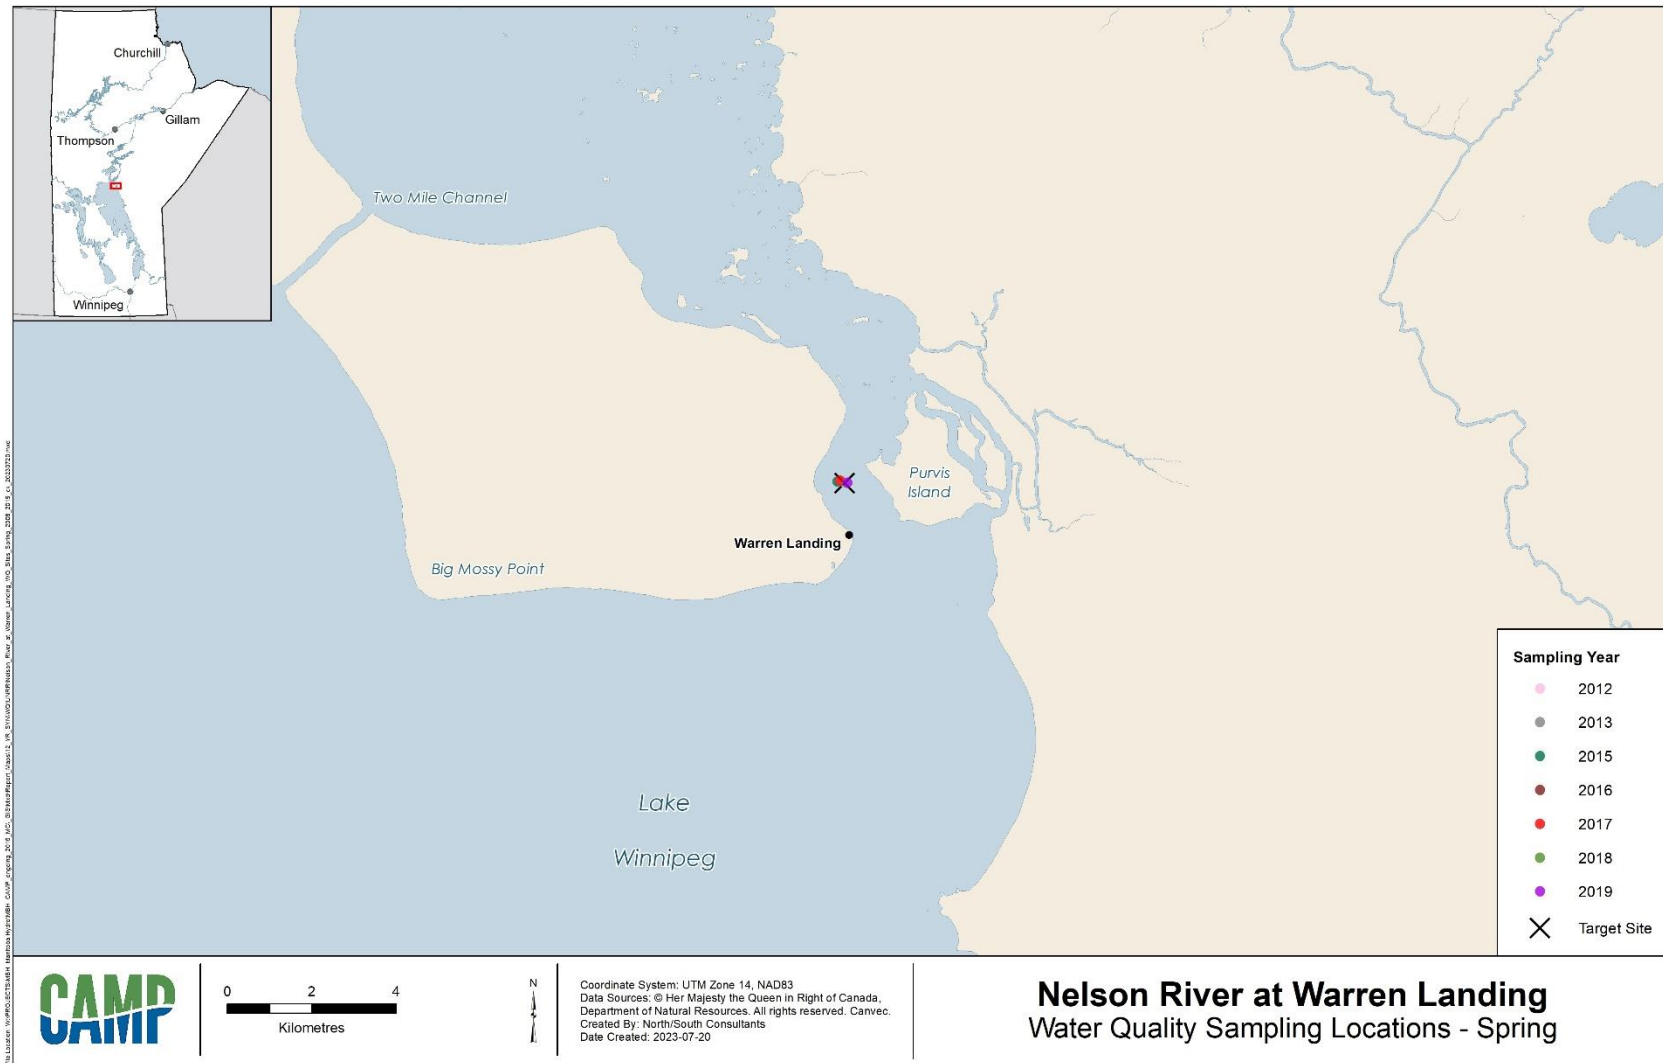 Churchill
Gillam
Thompson
Winnipeg
Two Mile Channel
Purvis
Island
Warren Landing
Big Mossy Point
Lake
Winnipeg
Sampling Year
2012
2013
2015
2016
2017
2018
2019
Target Site
CAMP
0 2 4
Kilometres
N
Coordinate System: UTM Zone 14, NAD83
Data Sources: © Her Majesty the Queen in Right of Canada,
Department of Natural Resources. All rights reserved. Canvec.
Created By: North/South Consultants
Date Created: 2023-07-20
Nelson River at Warren Landing
Water Quality Sampling Locations - Spring